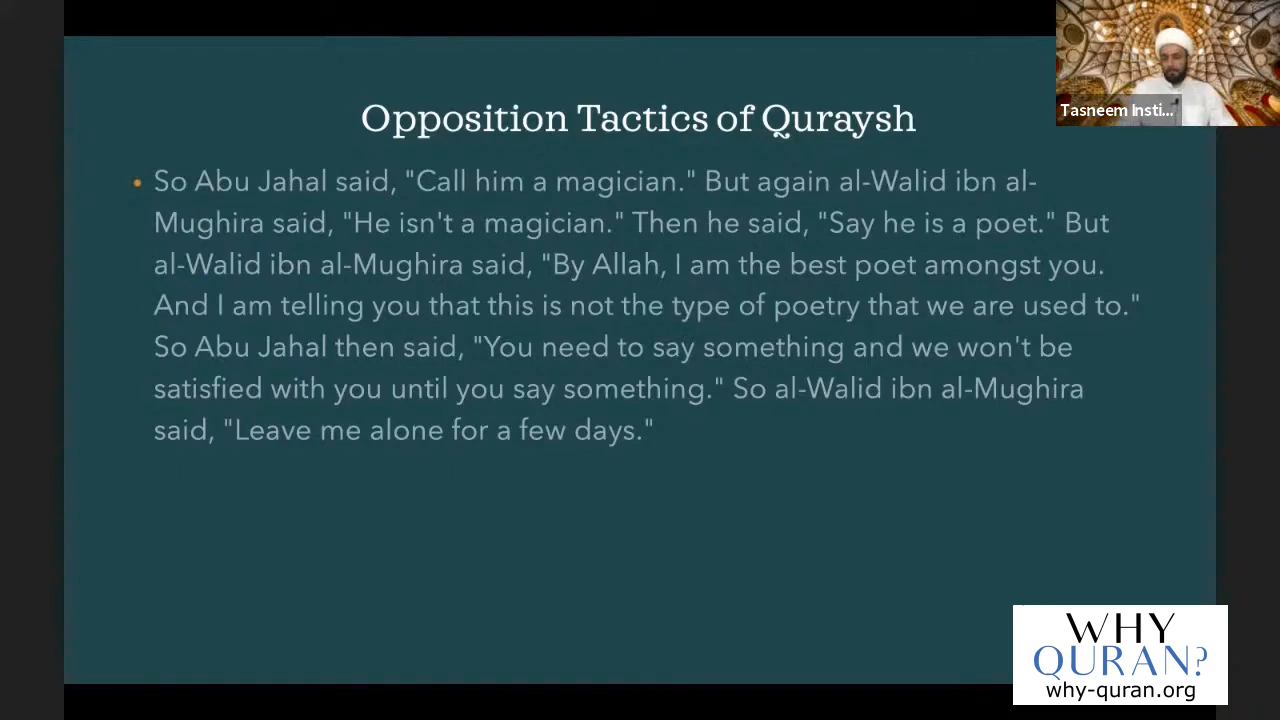 Tasneem Insti...
Opposition Tactics of Quraysh
• So Abu Jahal said, "Call him a magician." But again al-Walid ibn al-
Mughira said, "He isn't a magician." Then he said, "Say he is a poet." But
al-Walid ibn al-Mughira said, "By Allah, I am the best poet amongst you.
And I am telling you that this is not the type of poetry that we are used to."
So Abu Jahal then said, "You need to say something and we won't be
satisfied with you until you say something." So al-Walid ibn al-Mughira
said, "Leave me alone for a few days."
WHY
QURAN?
why-quran.org